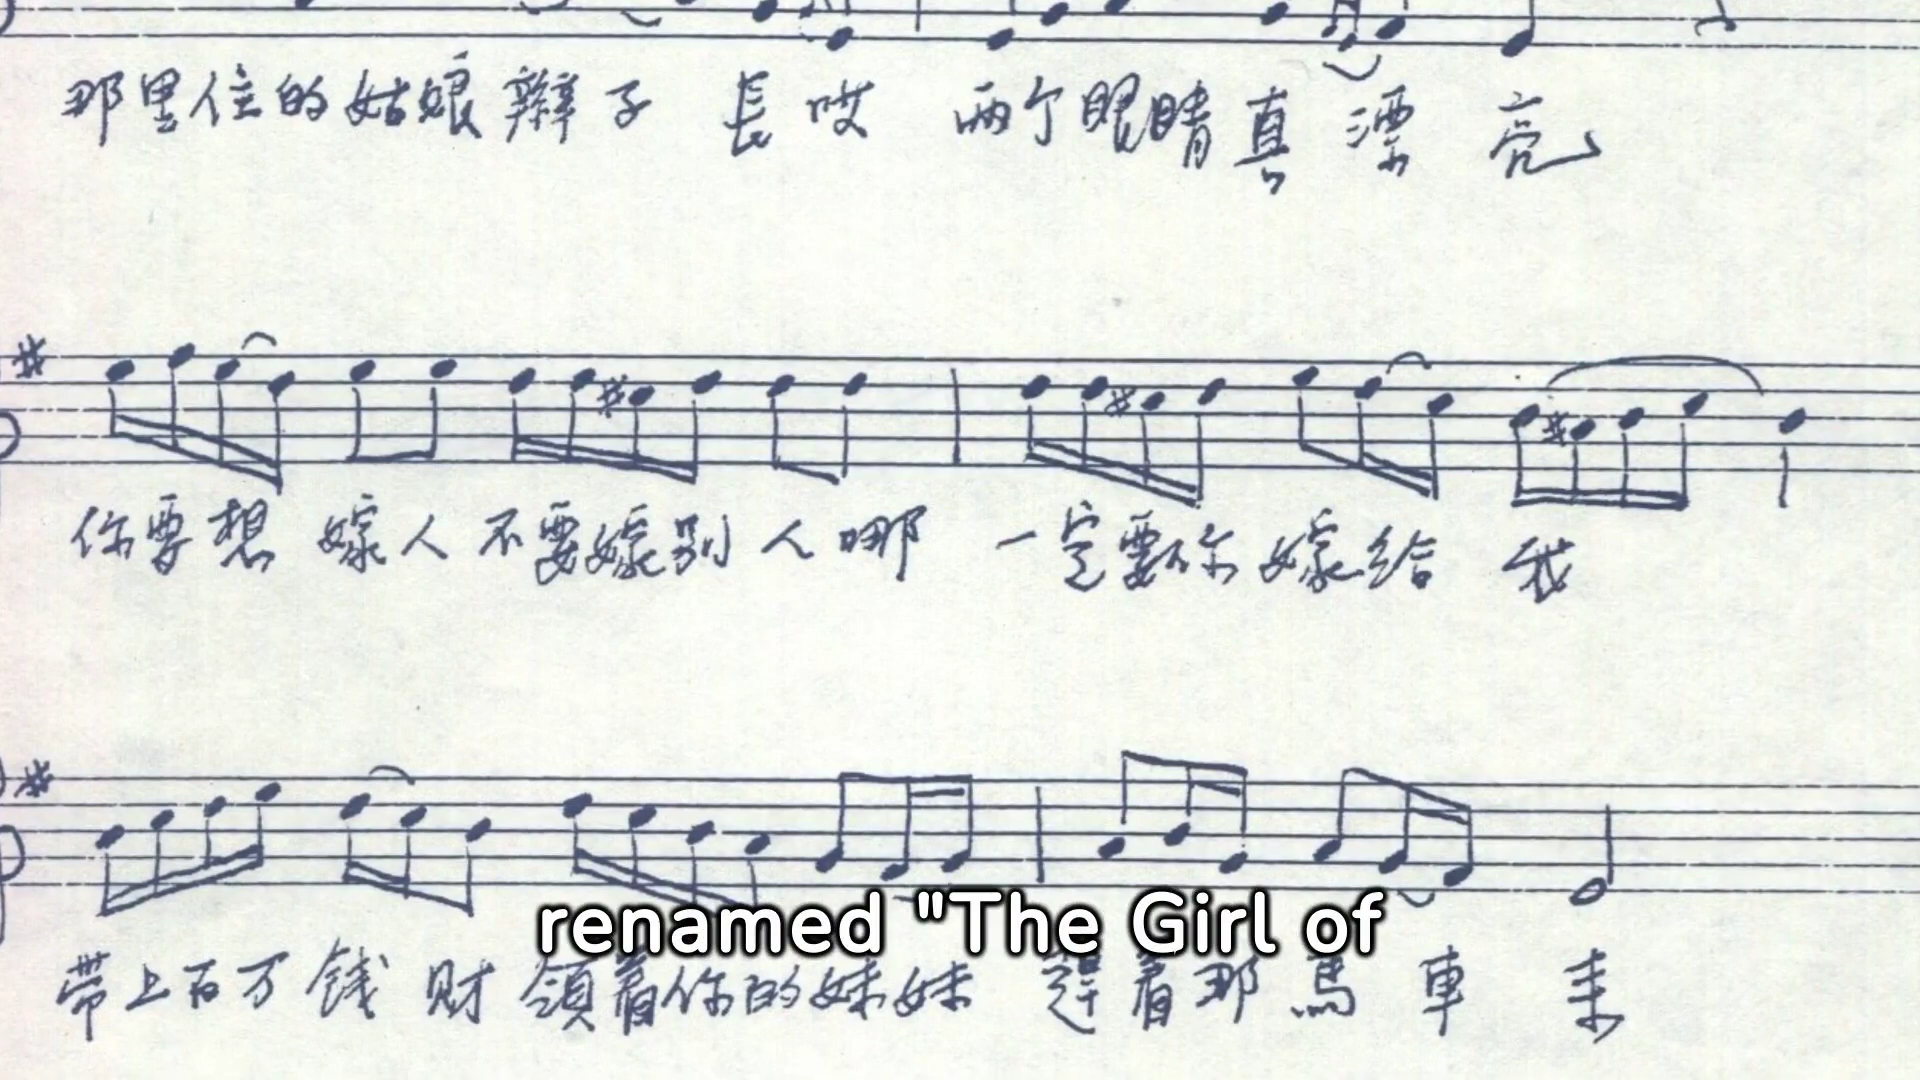 那里住的姑娘辫子長哎 两个眼睛真漂亮
你要想嫁人不要嫁别人哪 一定要你嫁给我
renamed "The Girl of
带上百万钱财領着你的妹妹 趕着那馬車来